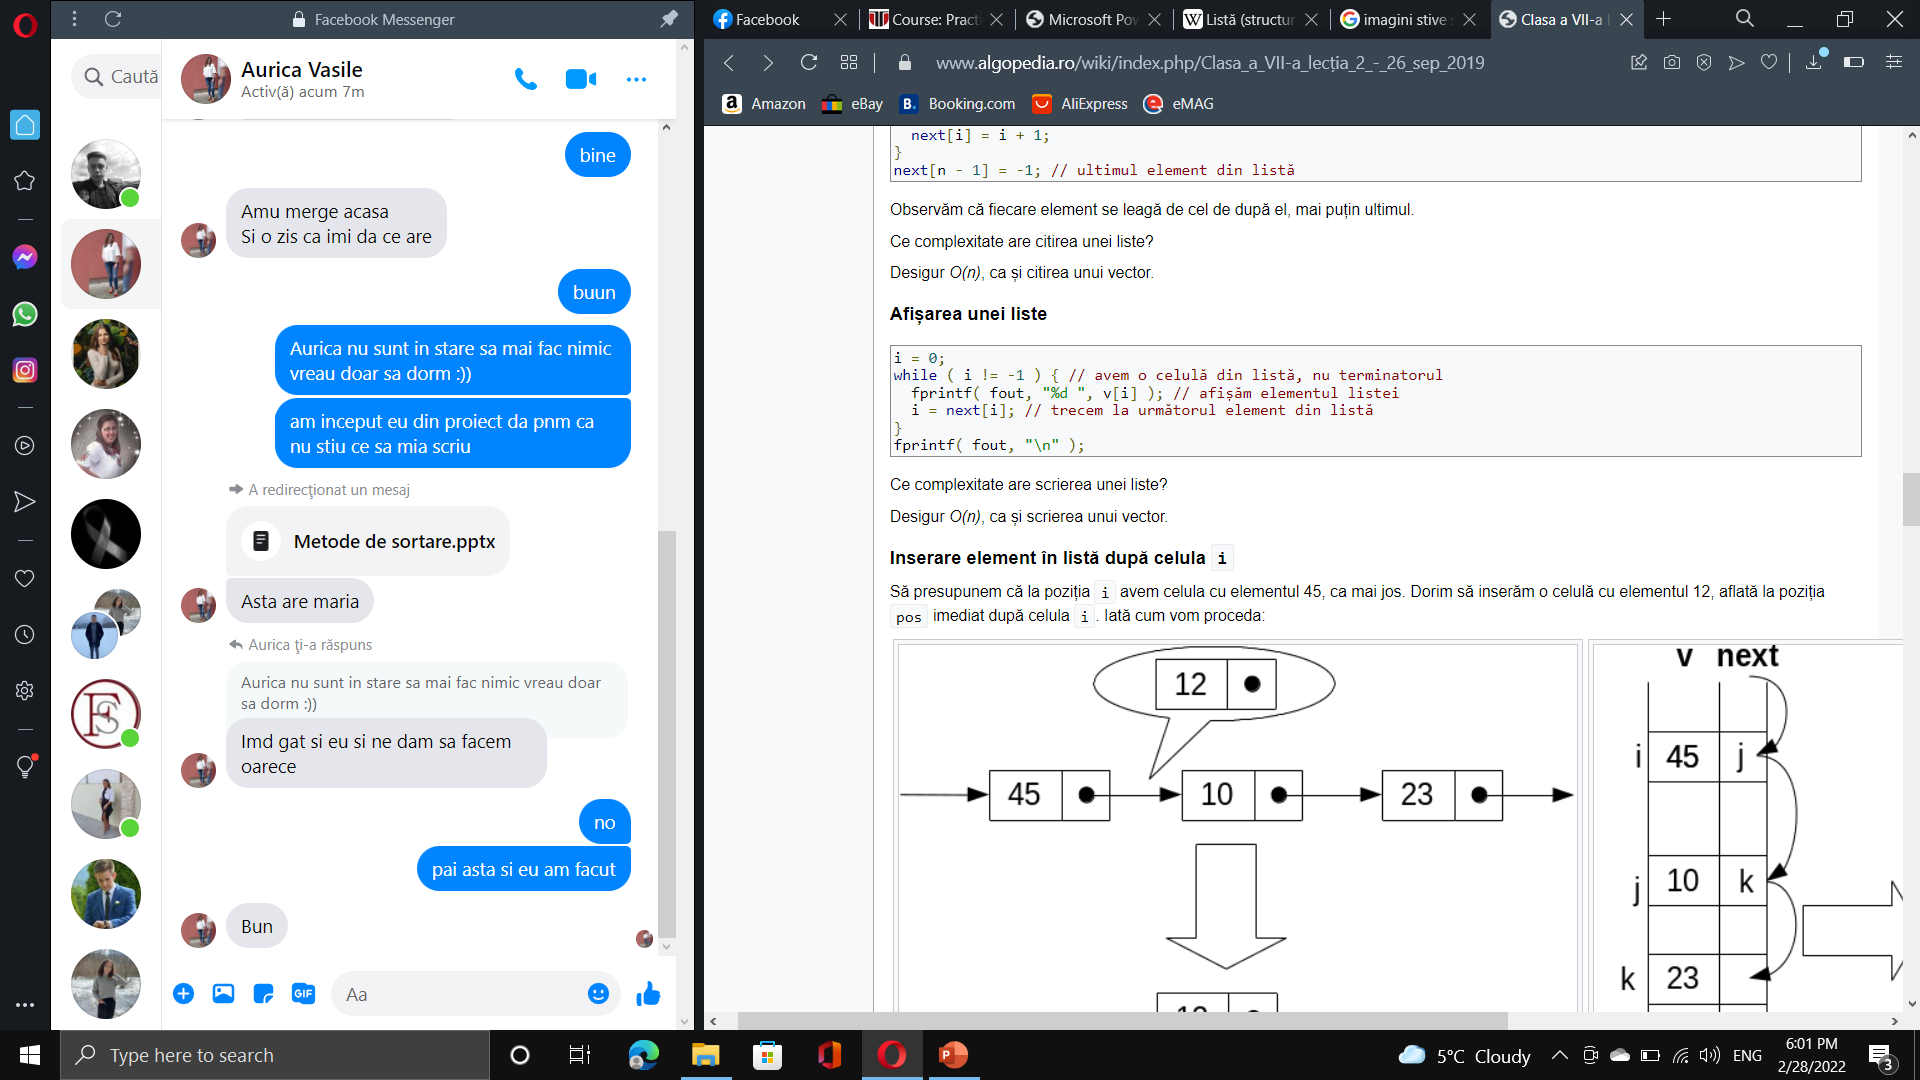 Facebook Messenger
Caută
Aurica Vasile
Activ(ă) acum 7m
bine
Amu merge acasa
Si o zis ca imi da ce are
buun
Aurica nu sunt in stare sa mai fac nimic
vreau doar sa dorm :))
am inceput eu din proiect da pnm ca
nu stiu ce sa mia scriu
A redirecţionat un mesaj
Metode de sortare.pptx
Asta are maria
Aurica ţi-a răspuns
Aurica nu sunt in stare sa mai fac nimic vreau doar
sa dorm :))
Imd gat si eu si ne dam sa facem
oarece
no
pai asta si eu am facut
Bun
GIF
Aa
Facebook
Course: Pract
Microsoft Pow
Listă (structur
imagini stive
Clasa a VII-a
www.algopedia.ro/wiki/index.php/Clasa_a_VII-a_lecția_2_-_26_sep_2019
Amazon
eBay
Booking.com
AliExpress
eMAG
next[i] = i + 1;
}
next[n - 1] = -1; // ultimul element din listă
Observăm că fiecare element se leagă de cel de după el, mai puțin ultimul.
Ce complexitate are citirea unei liste?
Desigur O(n), ca și citirea unui vector.
Afișarea unei liste
i = 0;
while ( i != -1 ) { // avem o celulă din listă, nu terminatorul
fprintf( fout, "%d ", v[i] ); // afișăm elementul listei
i = next[i]; // trecem la următorul element din listă
}
fprintf( fout, "\n" );
Ce complexitate are scrierea unei liste?
Desigur O(n), ca și scrierea unui vector.
Inserare element în listă după celula i
Să presupunem că la poziția i avem celula cu elementul 45, ca mai jos. Dorim să inserăm o celulă cu elementul 12, aflată la poziția
pos imediat după celula i . Iată cum vom proceda:
12
45
10
23
v next
i 45 j
j 10 k
k 23
Type here to search
5°C Cloudy
ENG
6:01 PM
2/28/2022
3